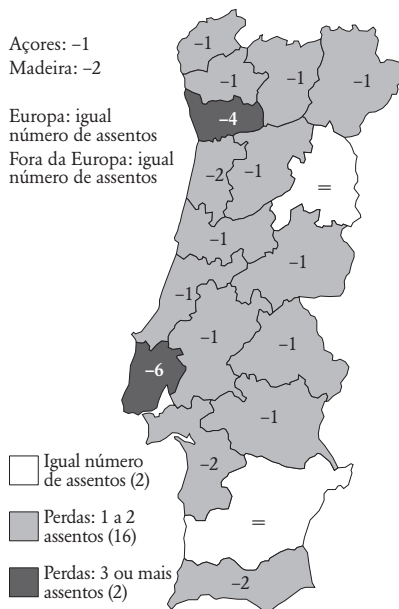 Açores: –1
Madeira: –2
Europa: igual
número de assentos
Fora da Europa: igual
número de assentos
–1
–1
–1
–1
–4
–2
–1
=
–1
–1
–1
–1
–1
–6
–1
–2
=
–2
Igual número
de assentos (2)
Perdas: 1 a 2
assentos (16)
Perdas: 3 ou mais
assentos (2)